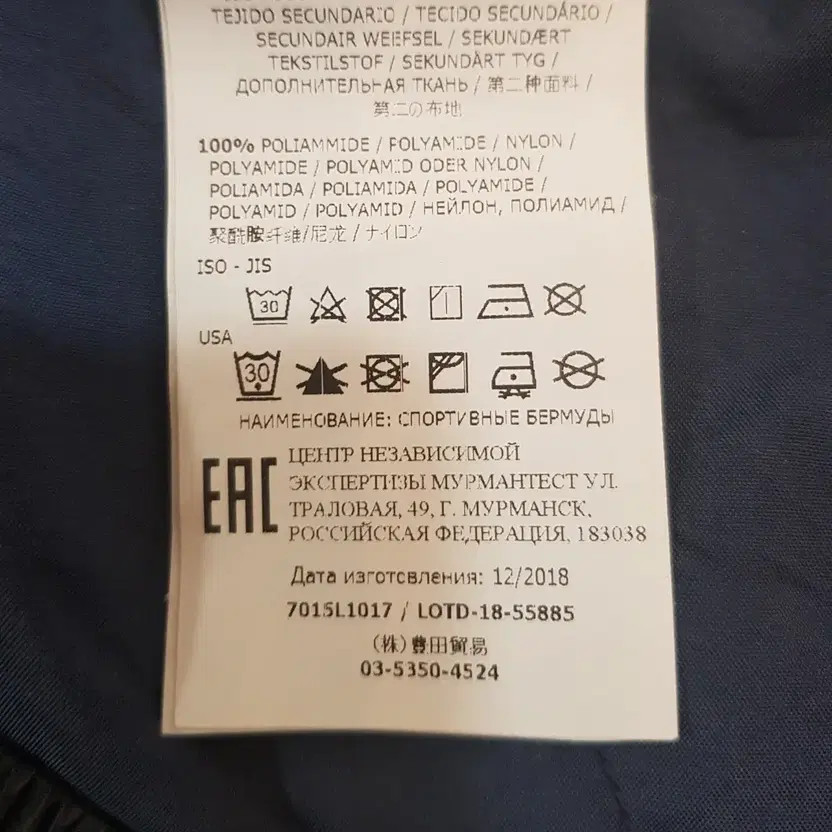 TEJIDO SECUNDARIO / TECIDO SECUNDÁRIO /
SECUNDAIR WEEFSEL / SEKUNDÆRT
TEKSTILSTOF / SEKUNDÄRT TYG /
ДОПОЛНИТЕЛЬНАЯ ТКАНЬ / 第二种面料 /
第二の布地
100% POLIAMMIDE / POLYAMIDE / NYLON /
POLYAMIDE / POLYAMID ODER NYLON /
POLIAMIDA / POLIAMIDA / POLYAMIDE /
POLYAMID / POLYAMID / НЕЙЛОН, ПОЛИАМИД /
聚酰胺纤维/尼龙 / ナイロン
ISO - JIS
30
USA
30
НАИМЕНОВАНИЕ: СПОРТИВНЫЕ БЕРМУДЫ
EAC
ЦЕНТР НЕЗАВИСИМОЙ
ЭКСПЕРТИЗЫ МУРМАНТЕСТ УЛ.
ТРАЛОВАЯ, 49, Г. МУРМАНСК,
РОССИЙСКАЯ ФЕДЕРАЦИЯ, 183038
Дата изготовления: 12/2018
7015L1017 / LOTD-18-55885
(株)豊田貿易
03-5350-4524